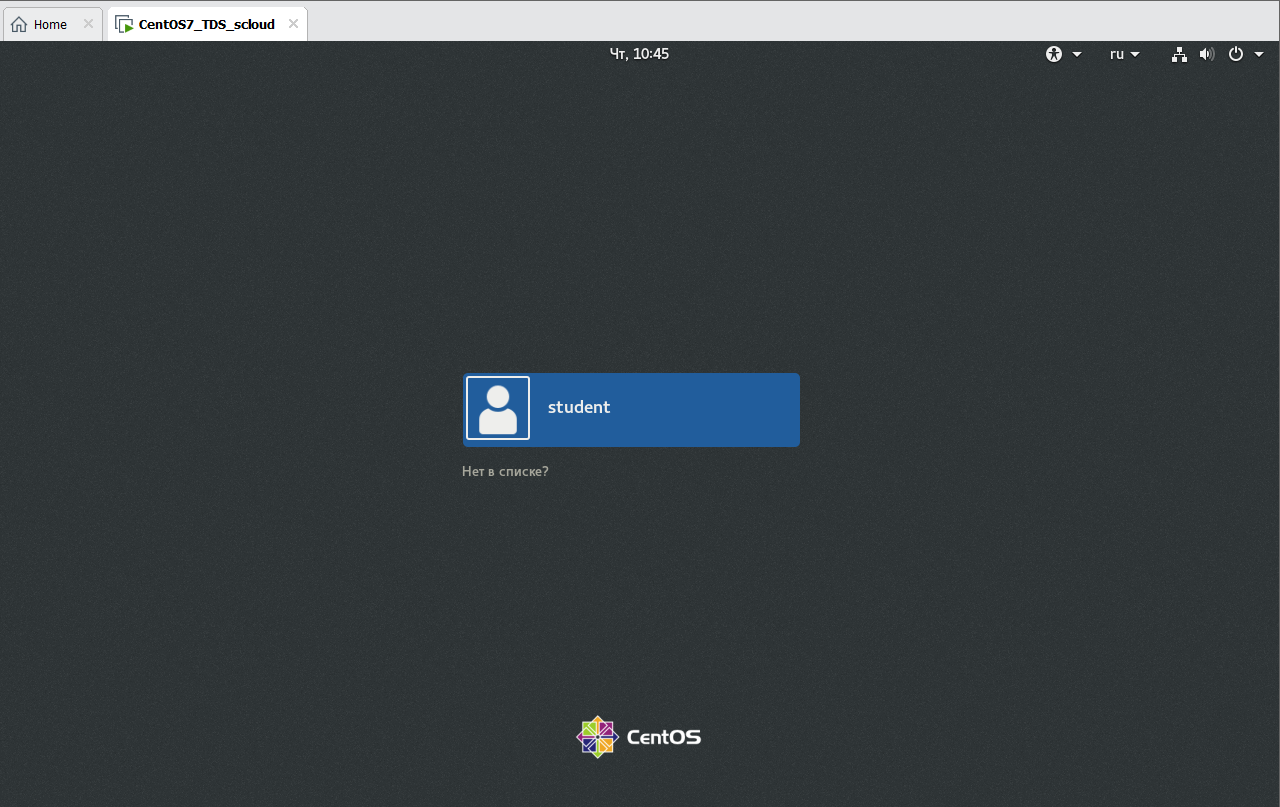 Home
CentOS7_TDS_scloud
Чт, 10:45
ru
student
Нет в списке?
CentOS